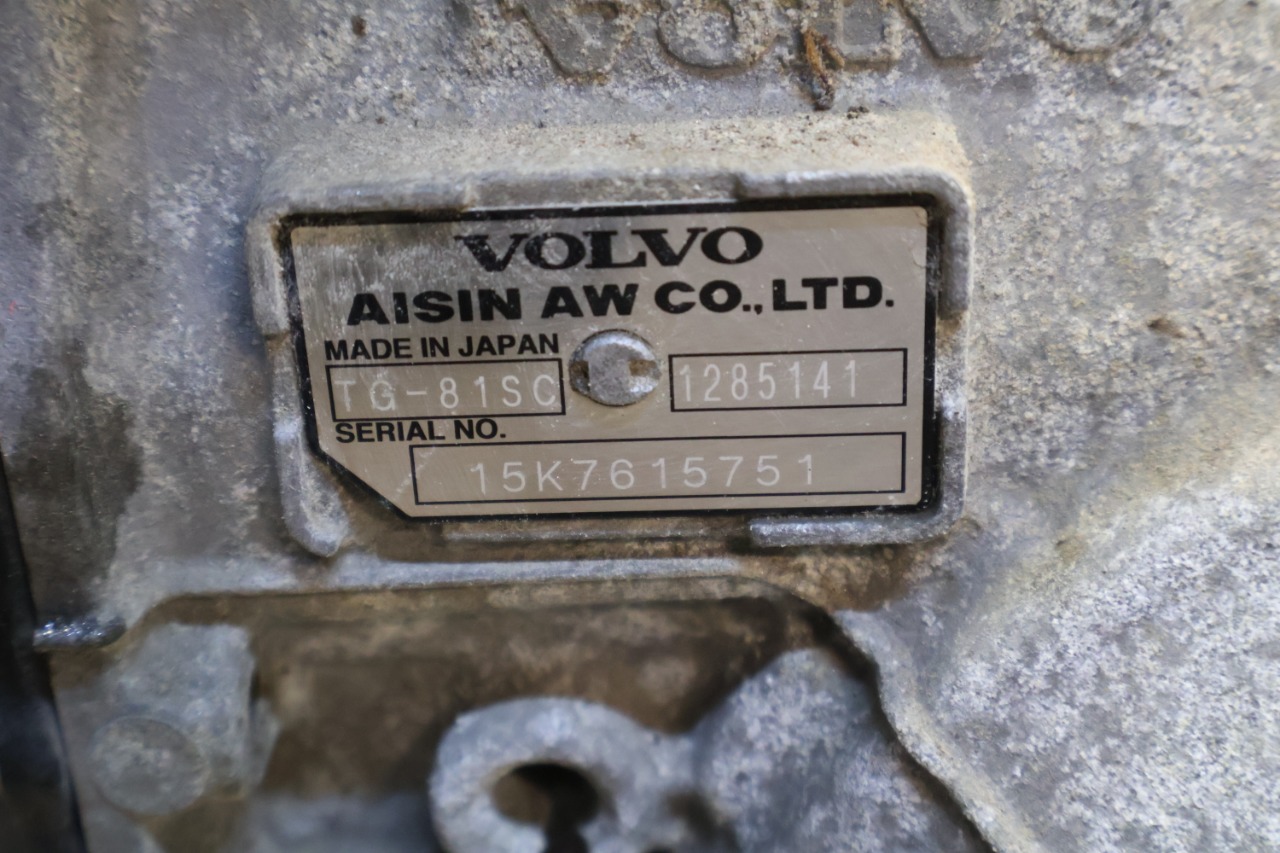 VOLVO
AISIN AW CO.,LTD.
MADE IN JAPAN
TG-81SC 1285141
SERIAL NO.
15K7615751